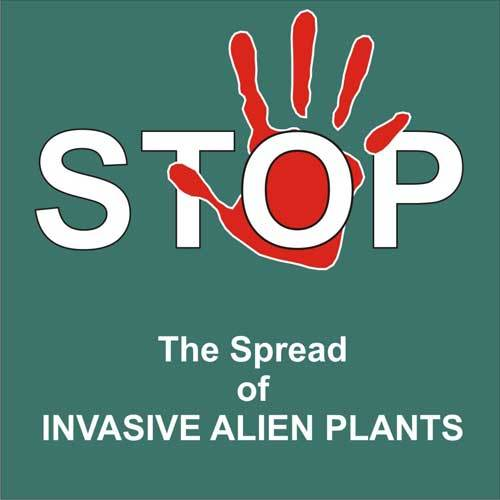 STOP
The Spread
of
INVASIVE ALIEN PLANTS